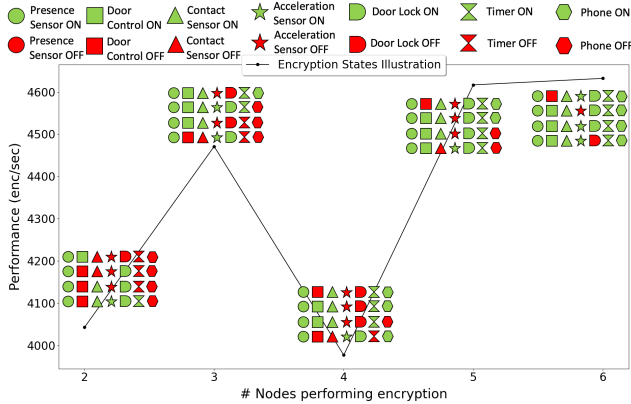 Presence Sensor ON
Door Control ON
Contact Sensor ON
Acceleration Sensor ON
Door Lock ON
Timer ON
Phone ON
Presence Sensor OFF
Door Control OFF
Contact Sensor OFF
Acceleration Sensor OFF
Door Lock OFF
Timer OFF
Phone OFF
Encryption States Illustration
Performance (enc/sec)
4600
4500
4400
4300
4200
4100
4000
2
3
4
5
6
# Nodes performing encryption